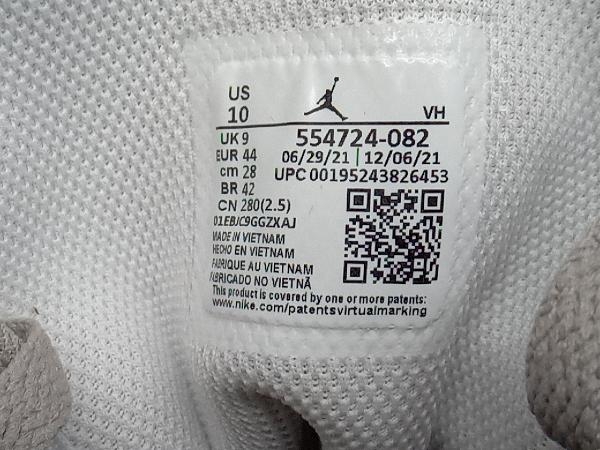 US
10
VH
UK 9
EUR 44
cm 28
BR 42
CN 280(2.5)
554724-082
06/29/21 | 12/06/21
UPC 00195243826453
01EBJC9GGZXAJ
MADE IN VIETNAM
HECHO EN VIETNAM
FABRIQUE AU VIETNAM
FABRICADO NO VIETNÃ
This product is covered by one or more patents:
www.nike.com/patentsvirtualmarking